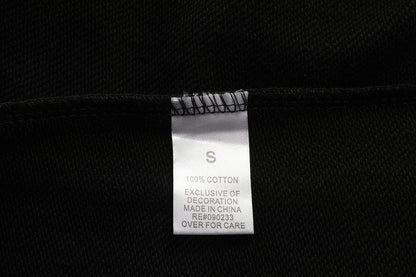 S
100% COTTON
EXCLUSIVE OF
DECORATION
MADE IN CHINA
RE#090233
OVER FOR CARE